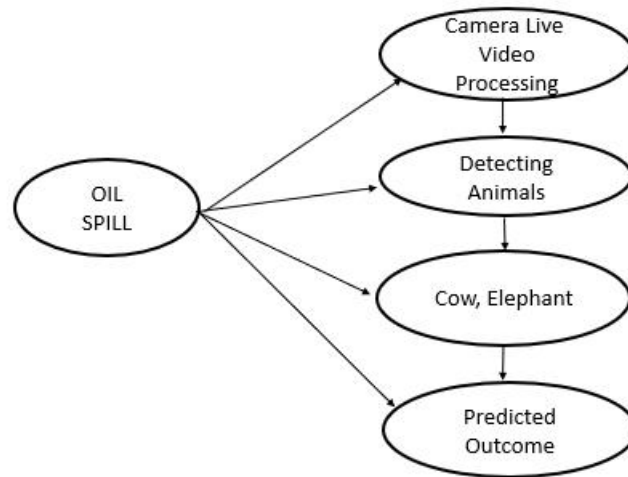 Camera Live
Video
Processing
OIL
SPILL
Detecting
Animals
Cow, Elephant
Predicted
Outcome